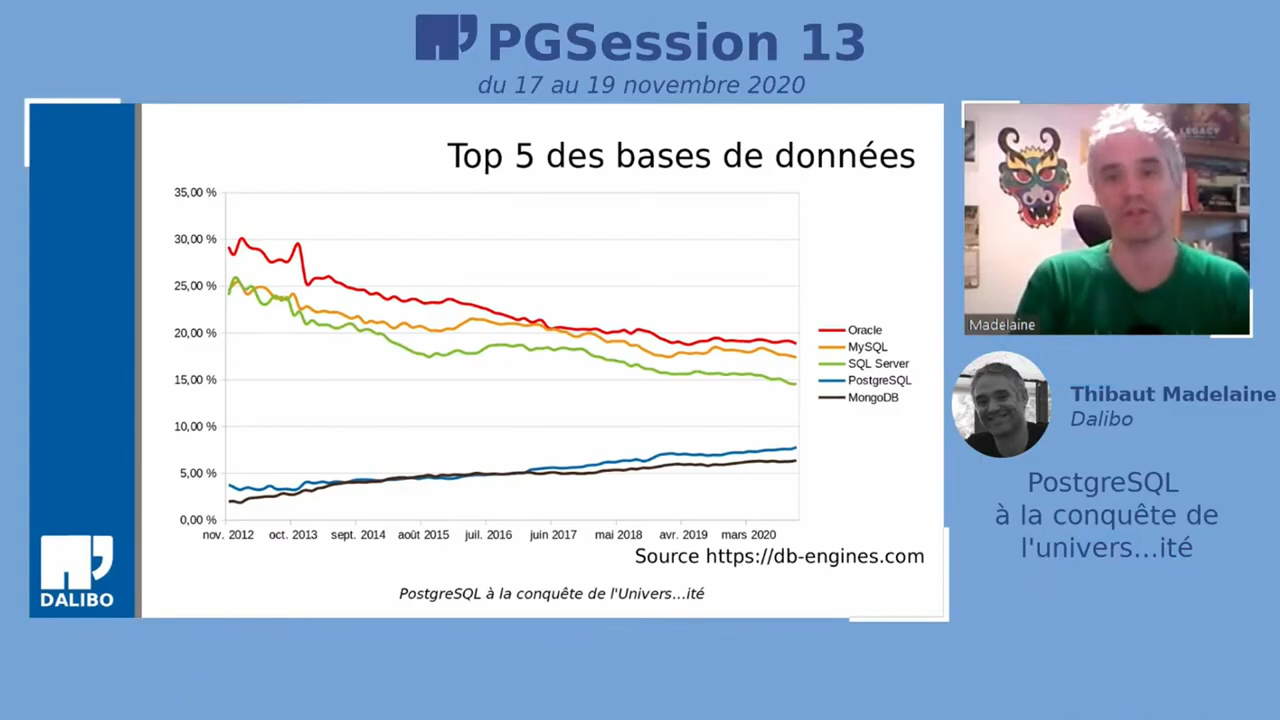 PGSession 13
du 17 au 19 novembre 2020
Top 5 des bases de données
35,00 %
30,00 %
25,00 %
20,00 %
15,00 %
10,00 %
5,00 %
0,00 %
nov. 2012 oct. 2013 sept. 2014 août 2015 juil. 2016 juin 2017 mai 2018 avr. 2019 mars 2020
Oracle
MySQL
SQL Server
PostgreSQL
MongoDB
Source https://db-engines.com
PostgreSQL à la conquête de l'Univers...ité
DALIBO
LEGACY
Madelaine
Thibaut Madelaine
Dalibo
PostgreSQL
à la conquête de
l'univers...ité